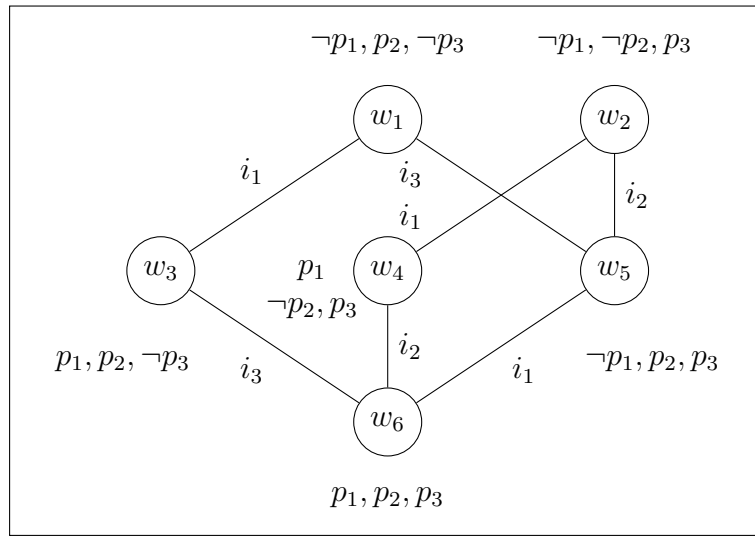 ¬p₁, p₂, ¬p₃ ¬p₁, ¬p₂, p₃
w₁ w₂
i₁ i₃ i₂
i₁
w₃ p₁ w₄ w₅
¬p₂, p₃
p₁, p₂, ¬p₃ i₃ i₂ i₁ ¬p₁, p₂, p₃
w₆
p₁, p₂, p₃